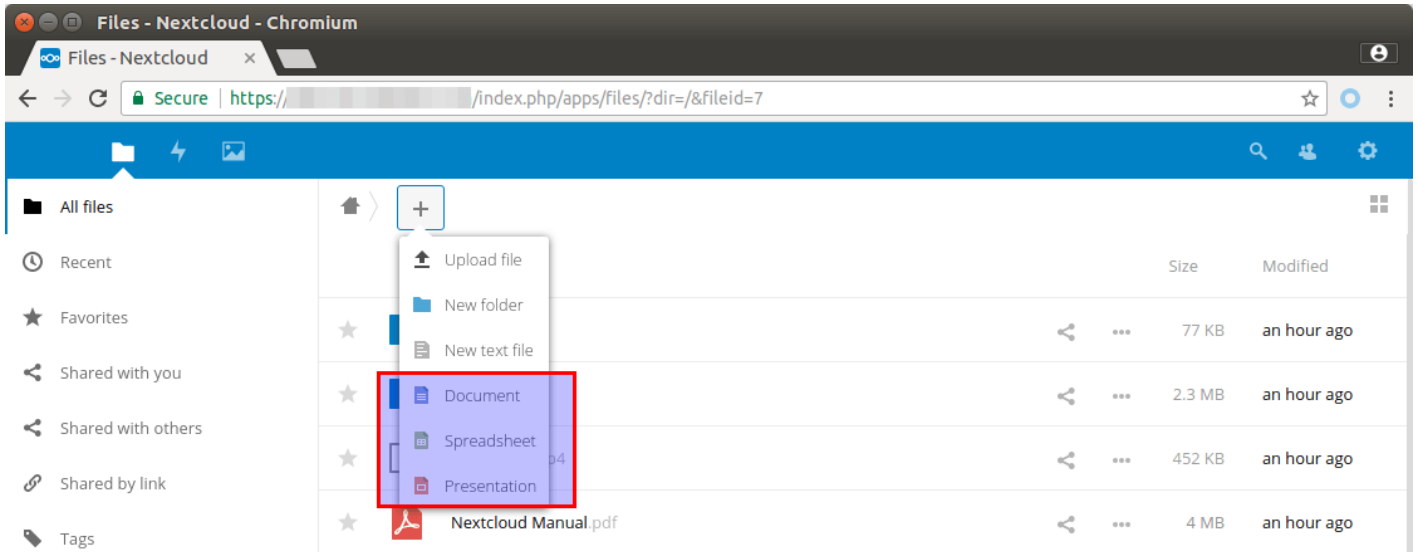 Files - Nextcloud - Chromium
Files - Nextcloud ×
Secure | https:// /index.php/apps/files/?dir=/&fileid=7
All files
+
Upload file
Recent
Size Modified
New folder
Favorites
77 KB an hour ago
New text file
Shared with you
Document
2.3 MB an hour ago
Shared with others
Spreadsheet
p4 452 KB an hour ago
Shared by link
Presentation
Nextcloud Manual.pdf 4 MB an hour ago
Tags